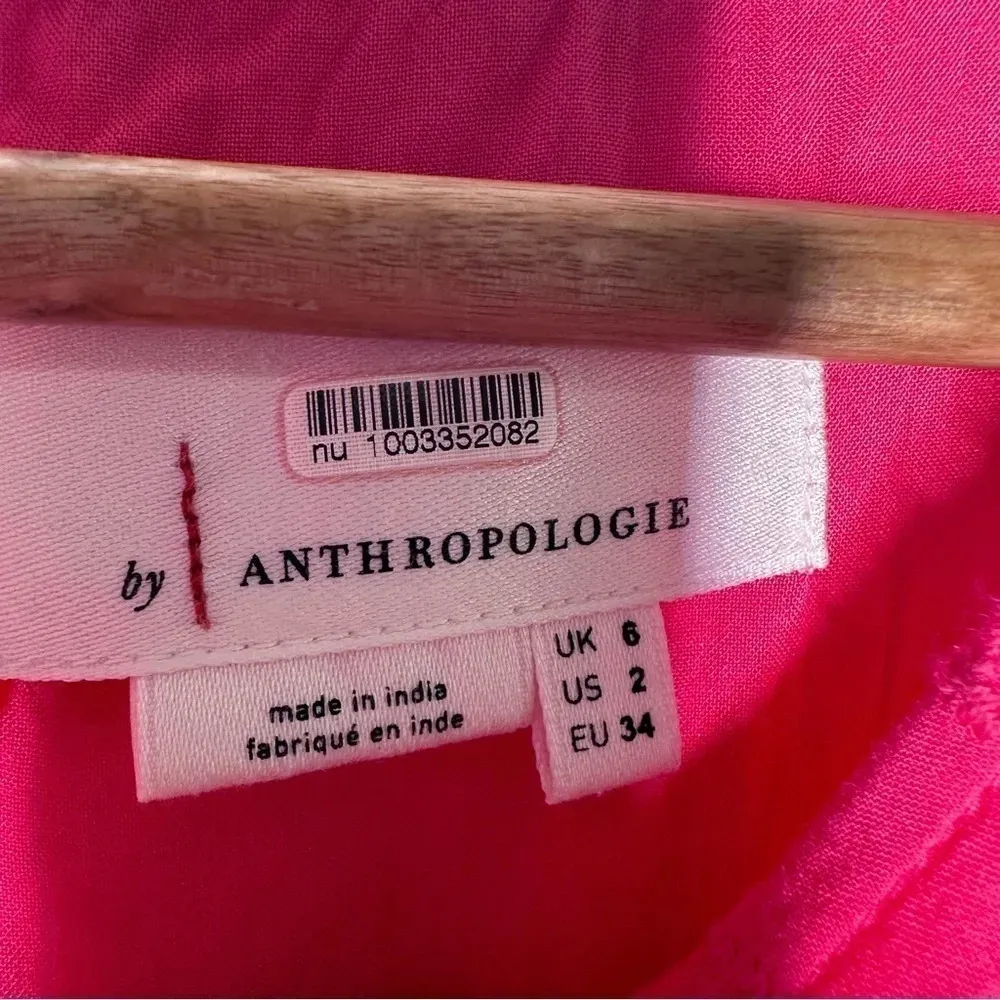 nu 1003352082
by ANTHROPOLOGIE
made in india
fabriqué en inde
UK 6
US 2
EU 34